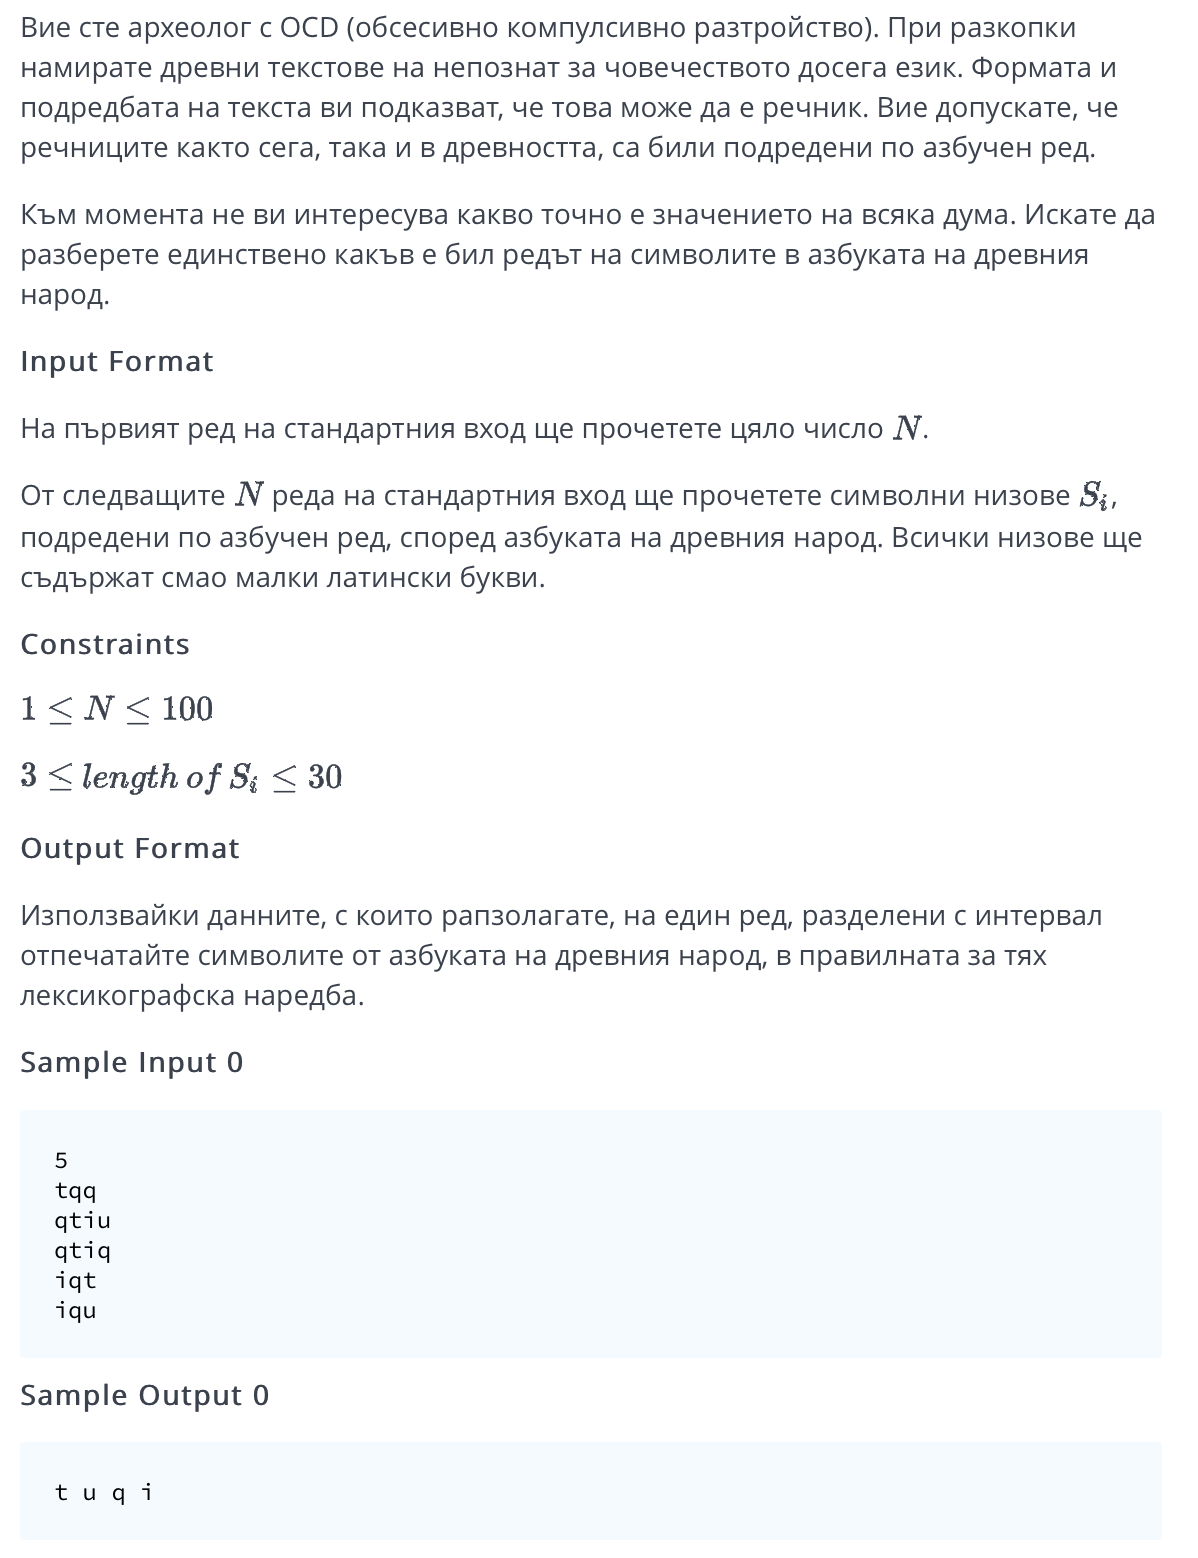 Вие сте археолог с OCD (обсесивно компулсивно разтройство). При разкопки
намирате древни текстове на непознат за човечеството досега език. Формата и
подредбата на текста ви подказват, че това може да е речник. Вие допускате, че
речниците както сега, така и в древността, са били подредени по азбучен ред.
Към момента не ви интересува какво точно е значението на всяка дума. Искате да
разберете единствено какъв е бил редът на символите в азбуката на древния
народ.
Input Format
На първият ред на стандартния вход ще прочетете цяло число N.
От следващите N реда на стандартния вход ще прочетете символни низове S_i,
подредени по азбучен ред, според азбуката на древния народ. Всички низове ще
съдържат смао малки латински букви.
Constraints
1 ≤ N ≤ 100
3 ≤ length of S_i ≤ 30
Output Format
Използвайки данните, с които рапзолагате, на един ред, разделени с интервал
отпечатайте символите от азбуката на древния народ, в правилната за тях
лексикографска наредба.
Sample Input 0
5
tqq
qtiu
qtiq
iqt
iqu
Sample Output 0
t u q i